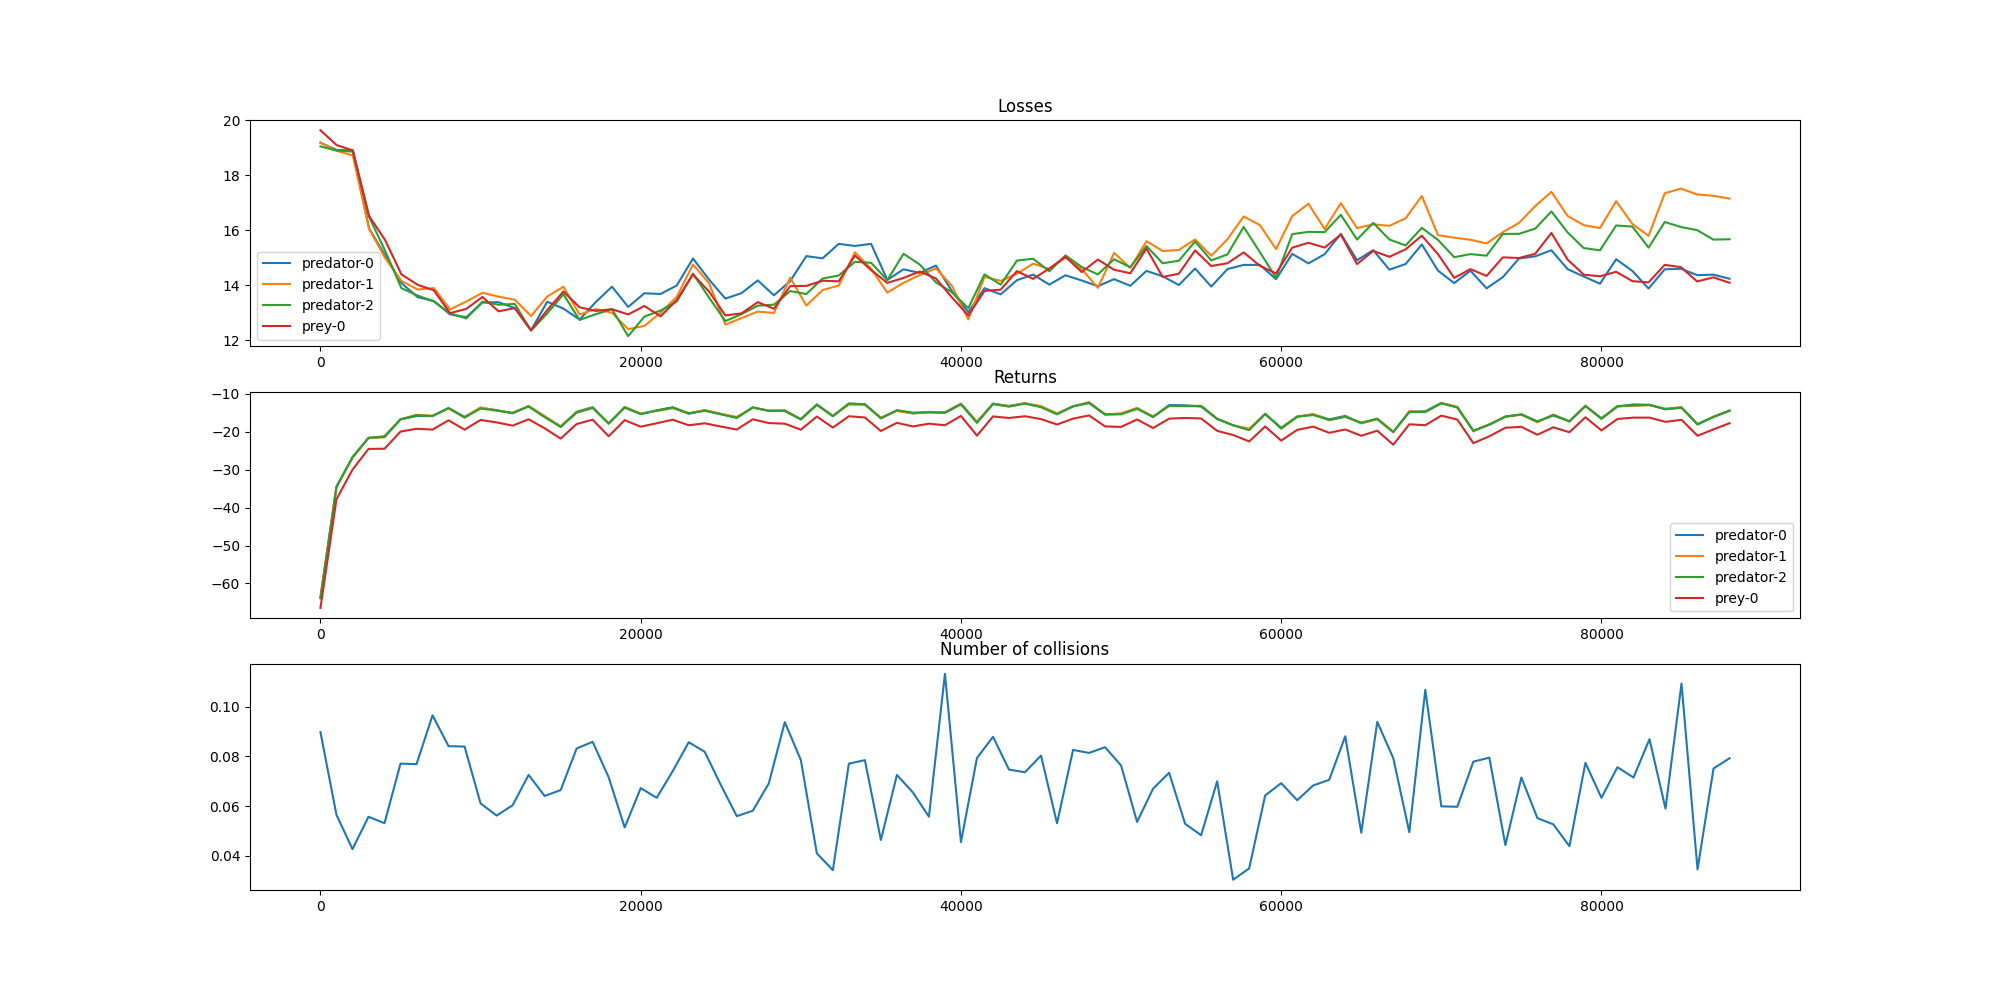 Losses
20
18
16
14
12
predator-0
predator-1
predator-2
prey-0
0
20000
40000
60000
80000
Returns
−10
−20
−30
−40
−50
−60
predator-0
predator-1
predator-2
prey-0
0
20000
40000
60000
80000
Number of collisions
0.10
0.08
0.06
0.04
0
20000
40000
60000
80000